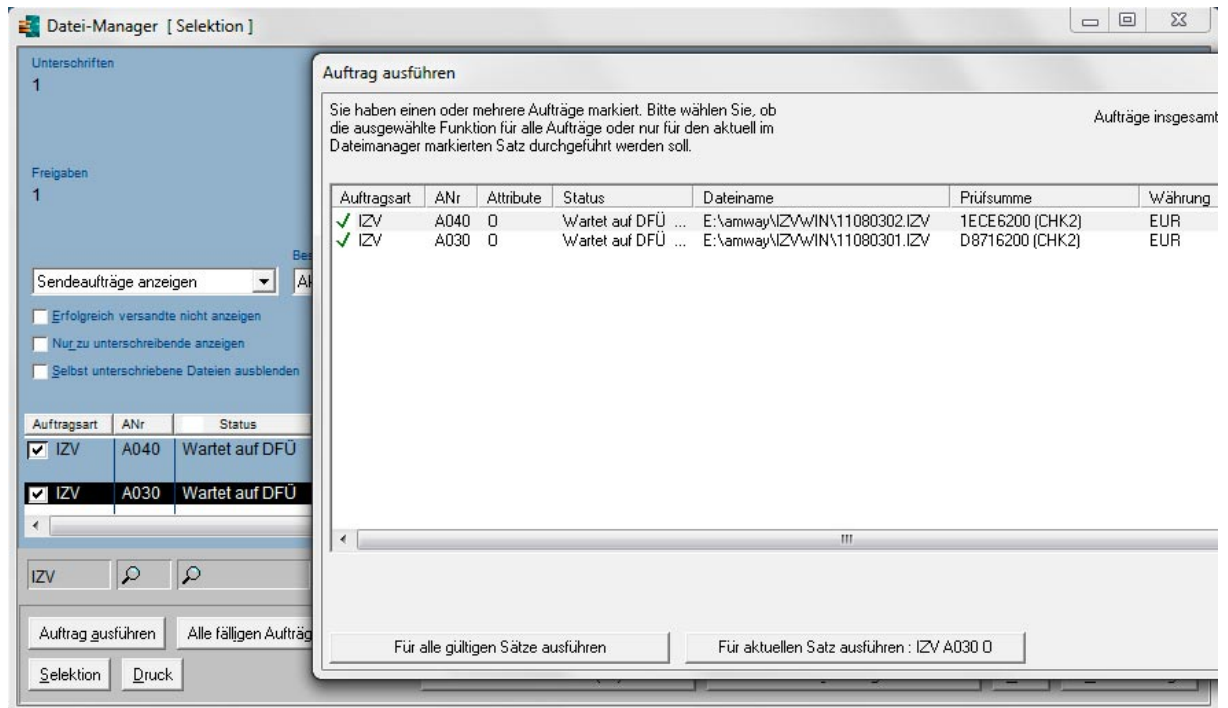 Datei-Manager [ Selektion ]
Unterschriften
1
Freigaben
1
Sendeaufträge anzeigen
Erfolgreich versandte nicht anzeigen
Nur zu unterschreibende anzeigen
Selbst unterschriebene Dateien ausblenden
Auftragsart ANr Status
IZV A040 Wartet auf DFÜ
IZV A030 Wartet auf DFÜ
IZV
Auftrag ausführen Alle fälligen Aufträg
Selektion Druck
Auftrag ausführen
Sie haben einen oder mehrere Aufträge markiert. Bitte wählen Sie, ob
die ausgewählte Funktion für alle Aufträge oder nur für den aktuell im
Dateimanager markierten Satz durchgeführt werden soll.
Aufträge insgesamt
Auftragsart ANr Attribute Status Dateiname Prüfsumme Währung
IZV A040 O Wartet auf DFÜ ... E:\amway\IZVWIN\11080302.IZV 1ECE6200 (CHK2) EUR
IZV A030 O Wartet auf DFÜ ... E:\amway\IZVWIN\11080301.IZV D8716200 (CHK2) EUR
Für alle gültigen Sätze ausführen Für aktuellen Satz ausführen : IZV A030 O